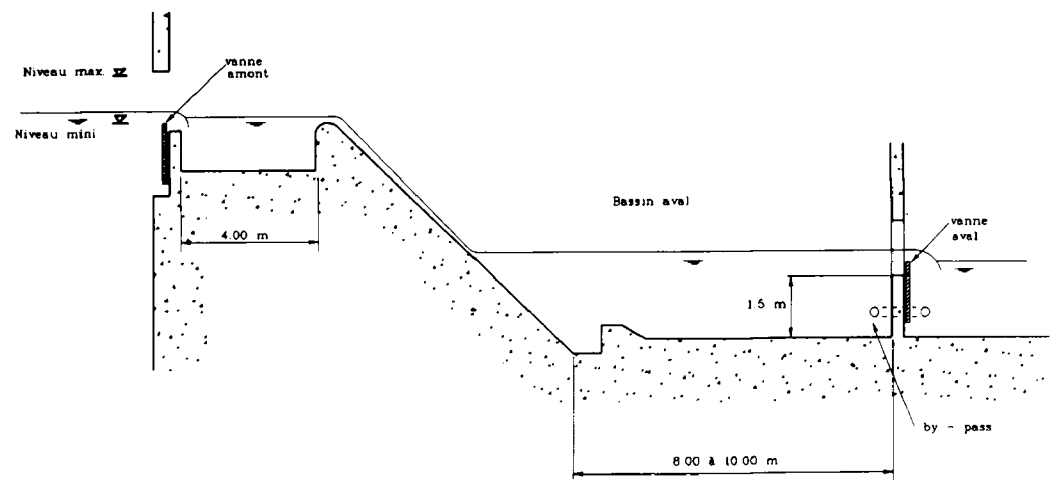 vanne
amont
Niveau max.
Niveau mini
Bassin aval
vanne
aval
4.00 m
1.5 m
by - pass
8.00 à 10.00 m